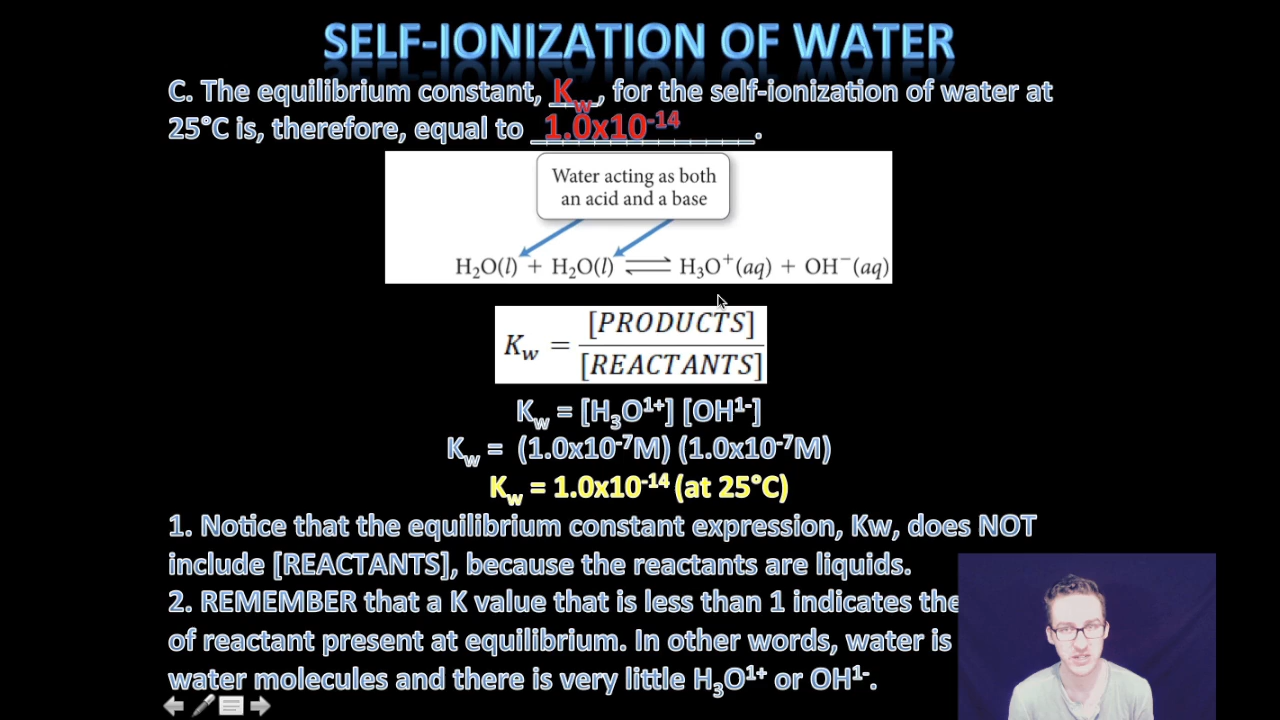 SELF-IONIZATION OF WATER
C. The equilibrium constant, Kw, for the self-ionization of water at
25°C is, therefore, equal to 1.0x10⁻¹⁴.
Water acting as both
an acid and a base
H₂O(l) + H₂O(l) ⇌ H₃O⁺(aq) + OH⁻(aq)
[PRODUCTS]
K_w =
[REACTANTS]
K_w = [H₃O¹⁺] [OH¹⁻]
K_w = (1.0x10⁻⁷M) (1.0x10⁻⁷M)
K_w = 1.0x10⁻¹⁴ (at 25°C)
1. Notice that the equilibrium constant expression, Kw, does NOT
include [REACTANTS], because the reactants are liquids.
2. REMEMBER that a K value that is less than 1 indicates the
of reactant present at equilibrium. In other words, water is
water molecules and there is very little H₃O¹⁺ or OH¹⁻.